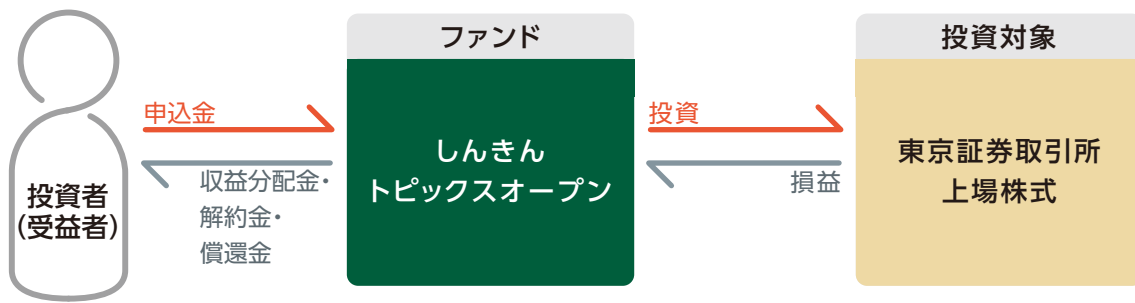 ファンド
投資対象
申込金
投資
しんきん
トピックスオープン
東京証券取引所
上場株式
収益分配金・
解約金・
償還金
損益
投資者
(受益者)